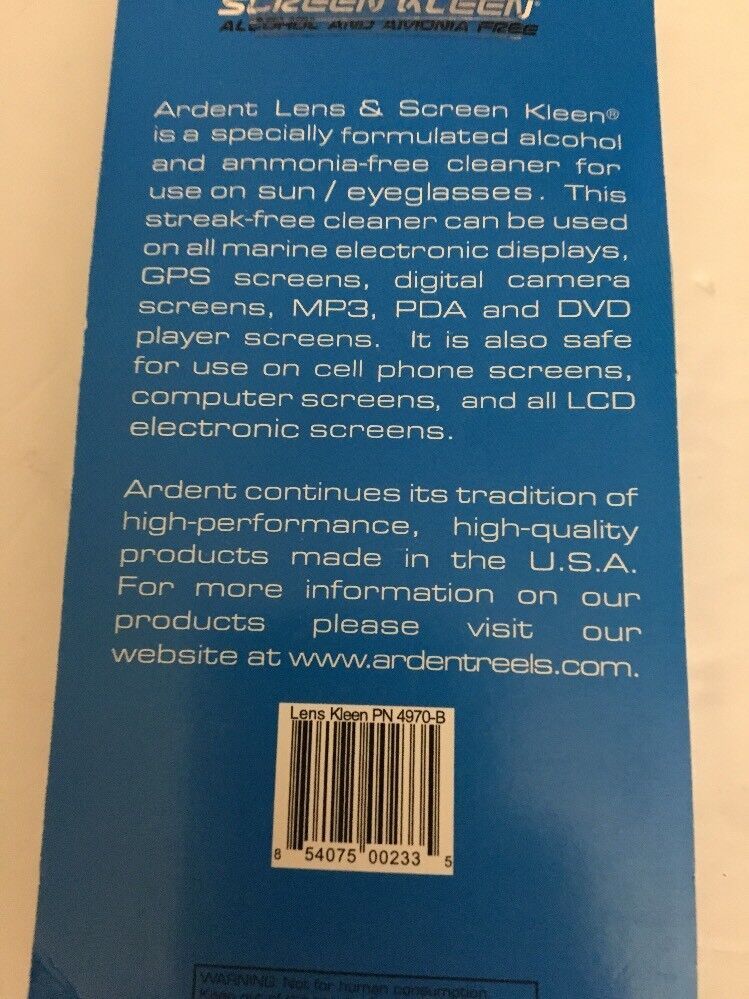 SCREEN KLEEN
ALCOHOL AND AMONIA FREE
Ardent Lens & Screen Kleen®
is a specially formulated alcohol
and ammonia-free cleaner for
use on sun / eyeglasses. This
streak-free cleaner can be used
on all marine electronic displays,
GPS screens, digital camera
screens, MP3, PDA and DVD
player screens. It is also safe
for use on cell phone screens,
computer screens, and all LCD
electronic screens.
Ardent continues its tradition of
high-performance, high-quality
products made in the U.S.A.
For more information on our
products please visit our
website at www.ardentreels.com.
Lens Kleen PN 4970-B
8 54075 00233 5
WARNING: Not for human consumption.
Keep out of